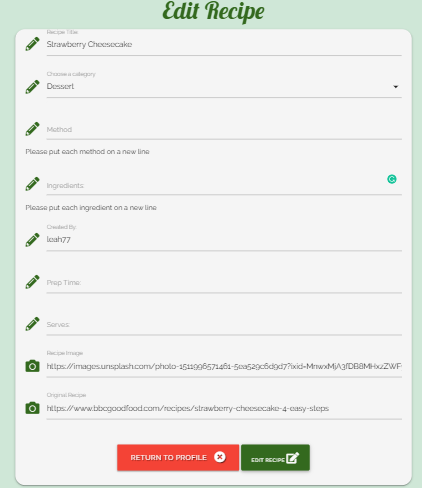 Edit Recipe
Recipe Title:
Strawberry Cheesecake
Choose a category
Dessert
Method
Please put each method on a new line
Ingredients:
Please put each ingredient on a new line
Created By:
leah77
Prep Time:
Serves:
Recipe Image
https://images.unsplash.com/photo-1511996571461-5ea529c6d9d7?ixid=MnwxMjA3fDB8MHxzZWF
Original Recipe
https://www.bbcgoodfood.com/recipes/strawberry-cheesecake-4-easy-steps
RETURN TO PROFILE
EDIT RECIPE